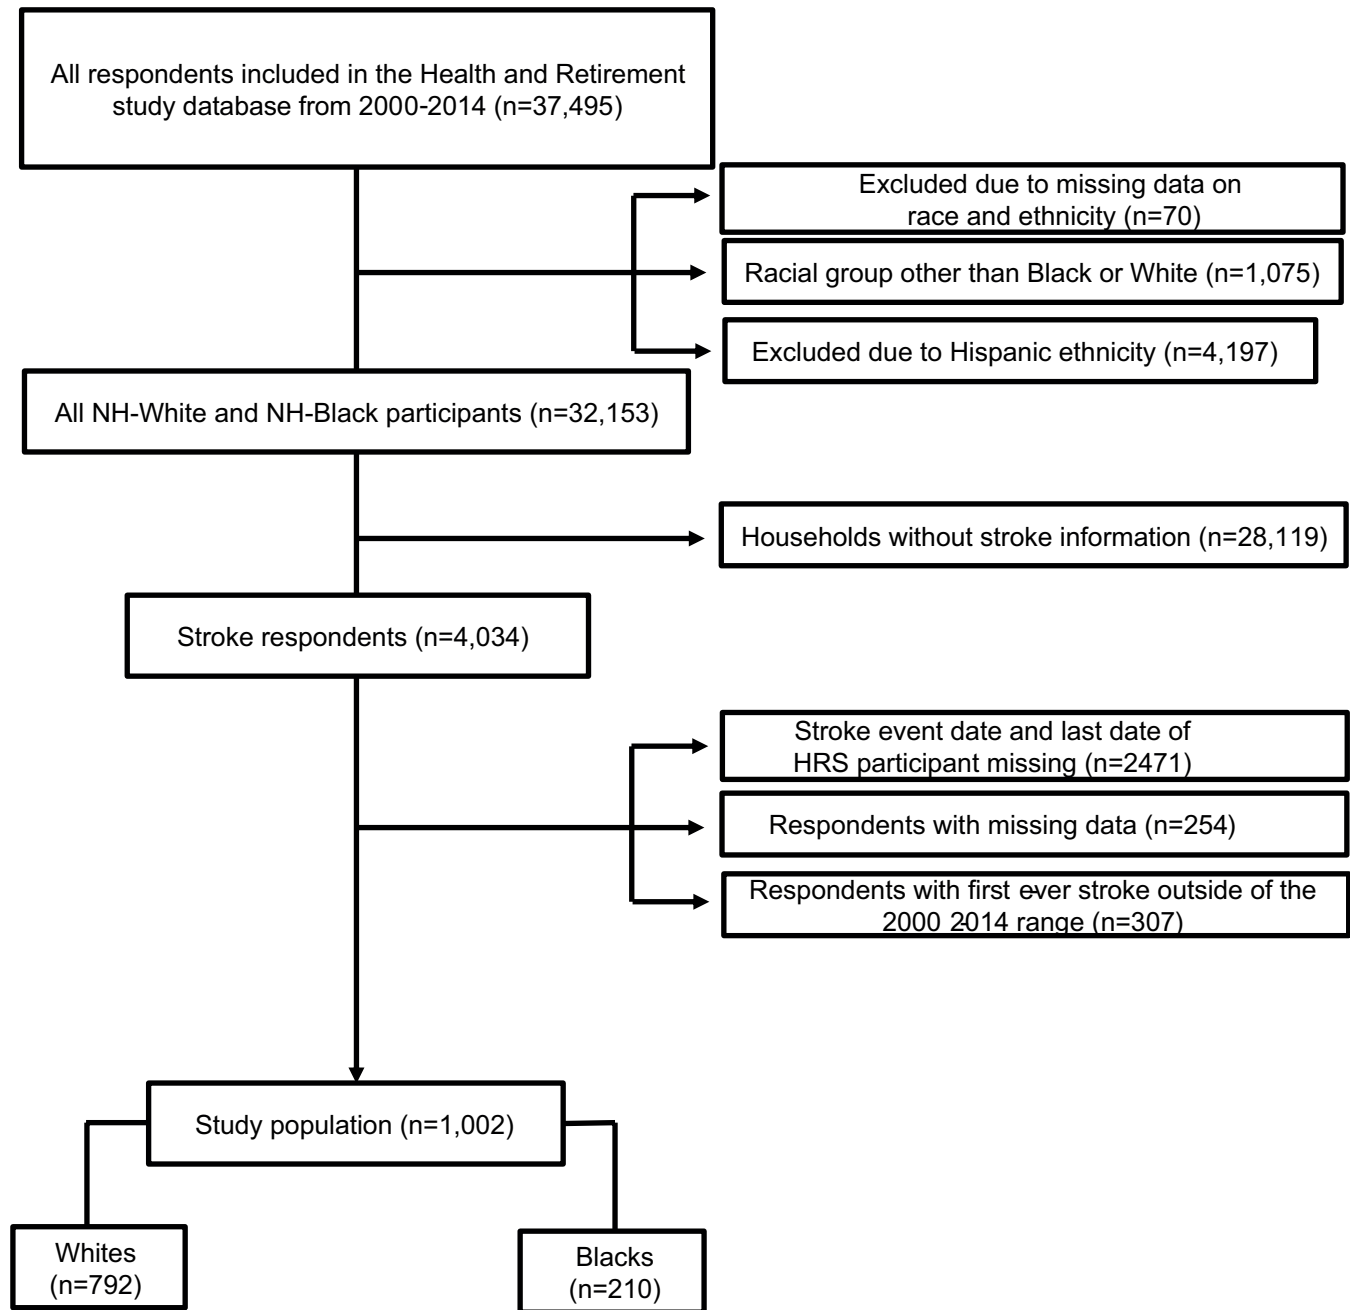 All respondents included in the Health and Retirement
study database from 2000-2014 (n=37,495)
Excluded due to missing data on
race and ethnicity (n=70)
Racial group other than Black or White (n=1,075)
Excluded due to Hispanic ethnicity (n=4,197)
All NH-White and NH-Black participants (n=32,153)
Households without stroke information (n=28,119)
Stroke respondents (n=4,034)
Stroke event date and last date of
HRS participant missing (n=2471)
Respondents with missing data (n=254)
Respondents with first ever stroke outside of the
2000-2014 range (n=307)
Study population (n=1,002)
Whites
(n=792)
Blacks
(n=210)